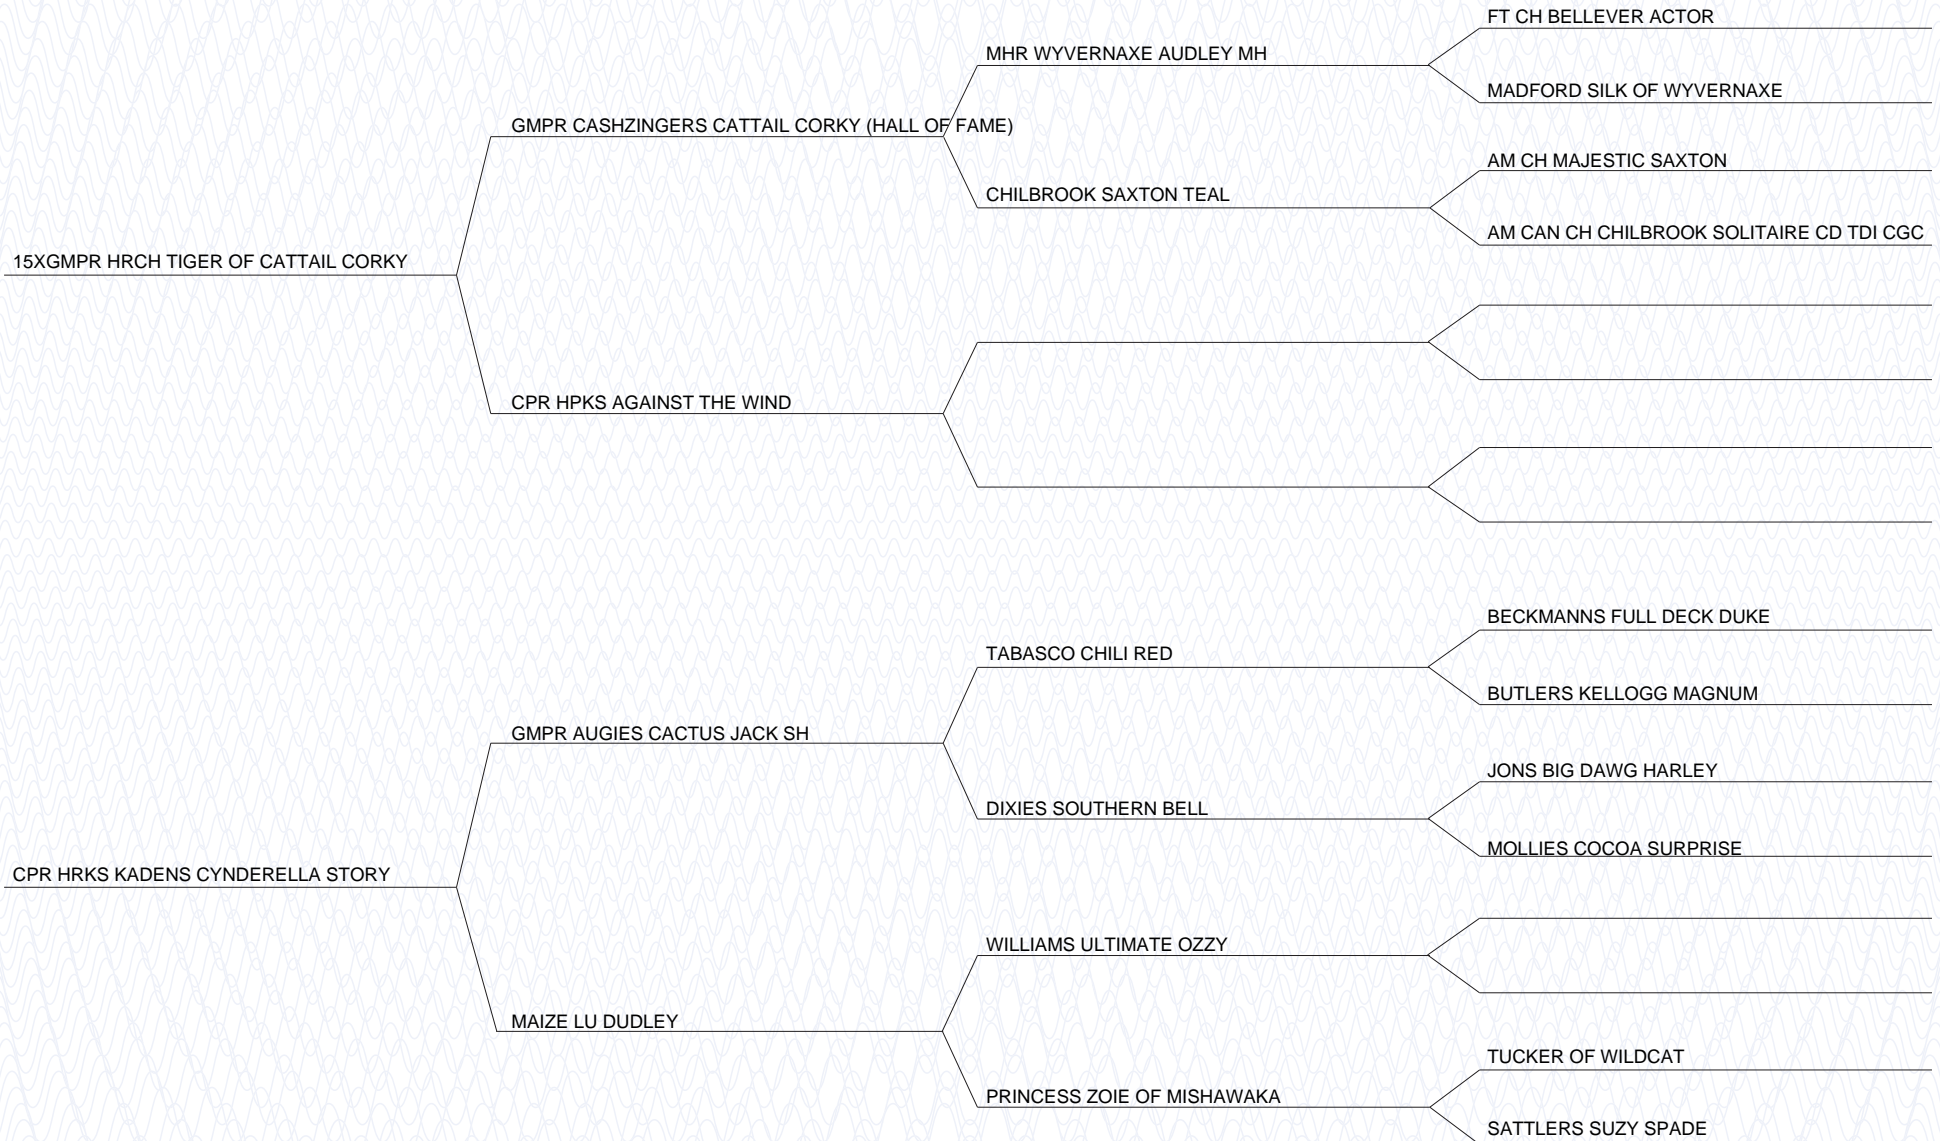 FT CH BELLEVER ACTOR
MHR WYVERNAXE AUDLEY MH
MADFORD SILK OF WYVERNAXE
GMPR CASHZINGERS CATTAIL CORKY (HALL OF FAME)
AM CH MAJESTIC SAXTON
CHILBROOK SAXTON TEAL
AM CAN CH CHILBROOK SOLITAIRE CD TDI CGC
15XGMPR HRCH TIGER OF CATTAIL CORKY
CPR HPKS AGAINST THE WIND
BECKMANNS FULL DECK DUKE
TABASCO CHILI RED
BUTLERS KELLOGG MAGNUM
GMPR AUGIES CACTUS JACK SH
JONS BIG DAWG HARLEY
DIXIES SOUTHERN BELL
MOLLIES COCOA SURPRISE
CPR HRKS KADENS CYNDERELLA STORY
WILLIAMS ULTIMATE OZZY
MAIZE LU DUDLEY
TUCKER OF WILDCAT
PRINCESS ZOIE OF MISHAWAKA
SATTLERS SUZY SPADE